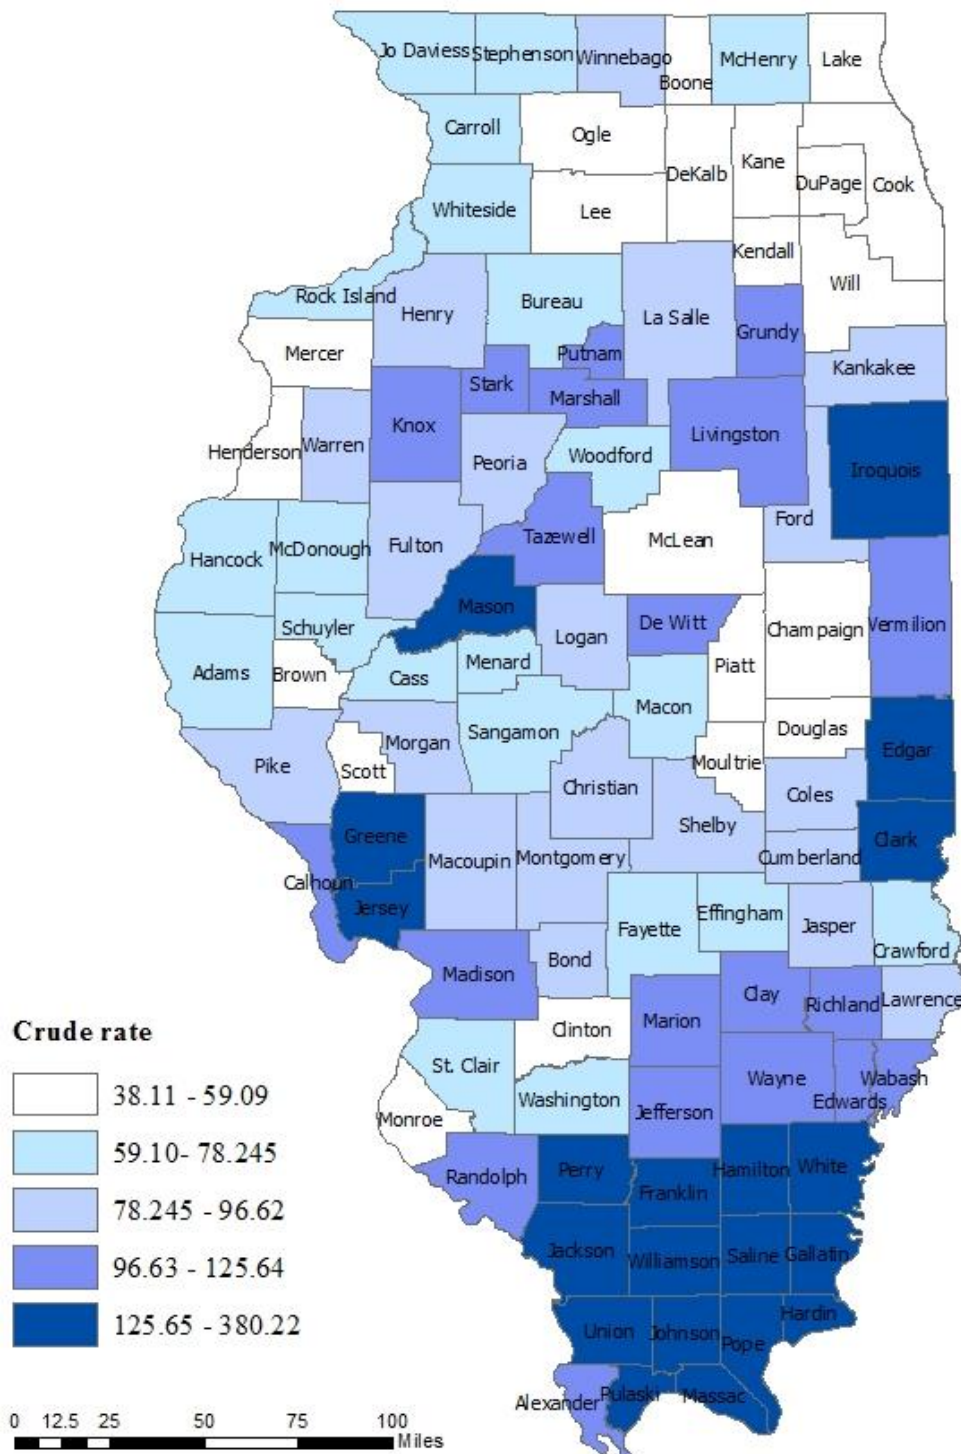 Jo Daviess Stephenson Winnebago Boone McHenry Lake
Carroll Ogle DeKalb Kane DuPage Cook
Whiteside Lee Kendall Will
Rock Island Henry Bureau La Salle Grundy
Mercer Putnam Kankakee
Stark Marshall
Henderson Warren Knox Peoria Woodford Livingston Iroquois
Hancock McDonough Fulton Tazewell McLean Ford
Mason
Schuyler Logan De Witt Champaign Vermilion
Adams Brown Cass Menard Piatt
Sangamon Macon Douglas
Pike Scott Morgan Christian Moultrie Coles Edgar
Greene Macoupin Montgomery Shelby Cumberland Clark
Calhoun Jersey
Fayette Effingham Jasper Crawford
Madison Bond Clay Richland Lawrence
Clinton Marion
St. Clair Washington Jefferson Wayne Edwards Wabash
Monroe
Randolph Perry Franklin Hamilton White
Jackson Williamson Saline Gallatin
Union Johnson Pope Hardin
Alexander Pulaski Massac
Crude rate
38.11 - 59.09
59.10- 78.245
78.245 - 96.62
96.63 - 125.64
125.65 - 380.22
0 12.5 25 50 75 100
Miles